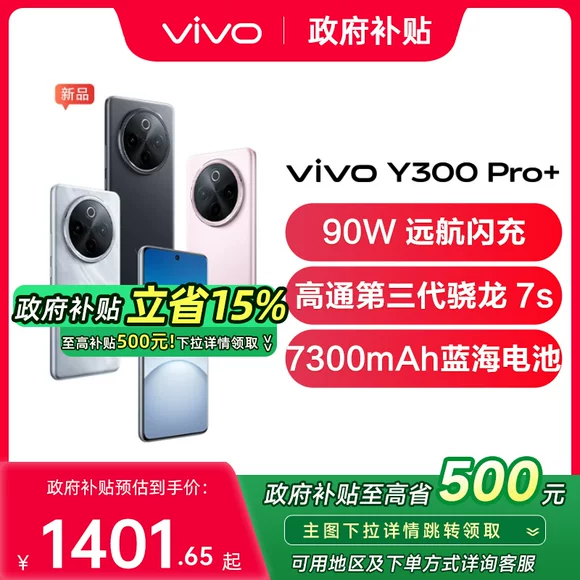 vivo | 政府补贴
新品
vivo Y300 Pro+
90W 远航闪充
高通第三代骁龙 7s
7300mAh蓝海电池
政府补贴 立省15%
至高补贴500元!下拉详情领取
政府补贴预估到手价:
¥1401.65 起
政府补贴至高省500元
主图下拉详情跳转领取
可用地区及下单方式详询客服